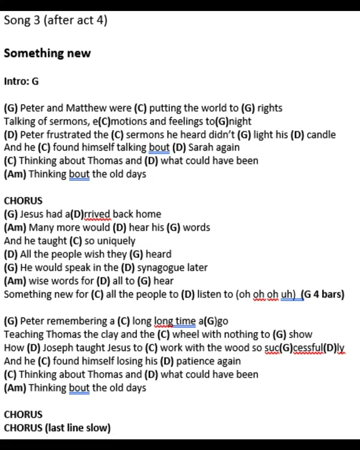 Song 3 (after act 4)
Something new
Intro: G
(G) Peter and Matthew were (C) putting the world to (G) rights
Talking of sermons, e(C)motions and feelings to(G)night
(D) Peter frustrated the (C) sermons he heard didn't (G) light his (D) candle
And he (C) found himself talking bout (D) Sarah again
(C) Thinking about Thomas and (D) what could have been
(Am) Thinking bout the old days
CHORUS
(G) Jesus had a(D)rrived back home
(Am) Many more would (D) hear his (G) words
And he taught (C) so uniquely
(D) All the people wish they (G) heard
(G) He would speak in the (D) synagogue later
(Am) wise words for (D) all to (G) hear
Something new for (C) all the people to (D) listen to (oh oh oh uh) (G 4 bars)
(G) Peter remembering a (C) long long time a(G)go
Teaching Thomas the clay and the (C) wheel with nothing to (G) show
How (D) Joseph taught Jesus to (C) work with the wood so suc(G)cessful(D)ly
And he (C) found himself losing his (D) patience again
(C) Thinking about Thomas and (D) what could have been
(Am) Thinking bout the old days
CHORUS
CHORUS (last line slow)